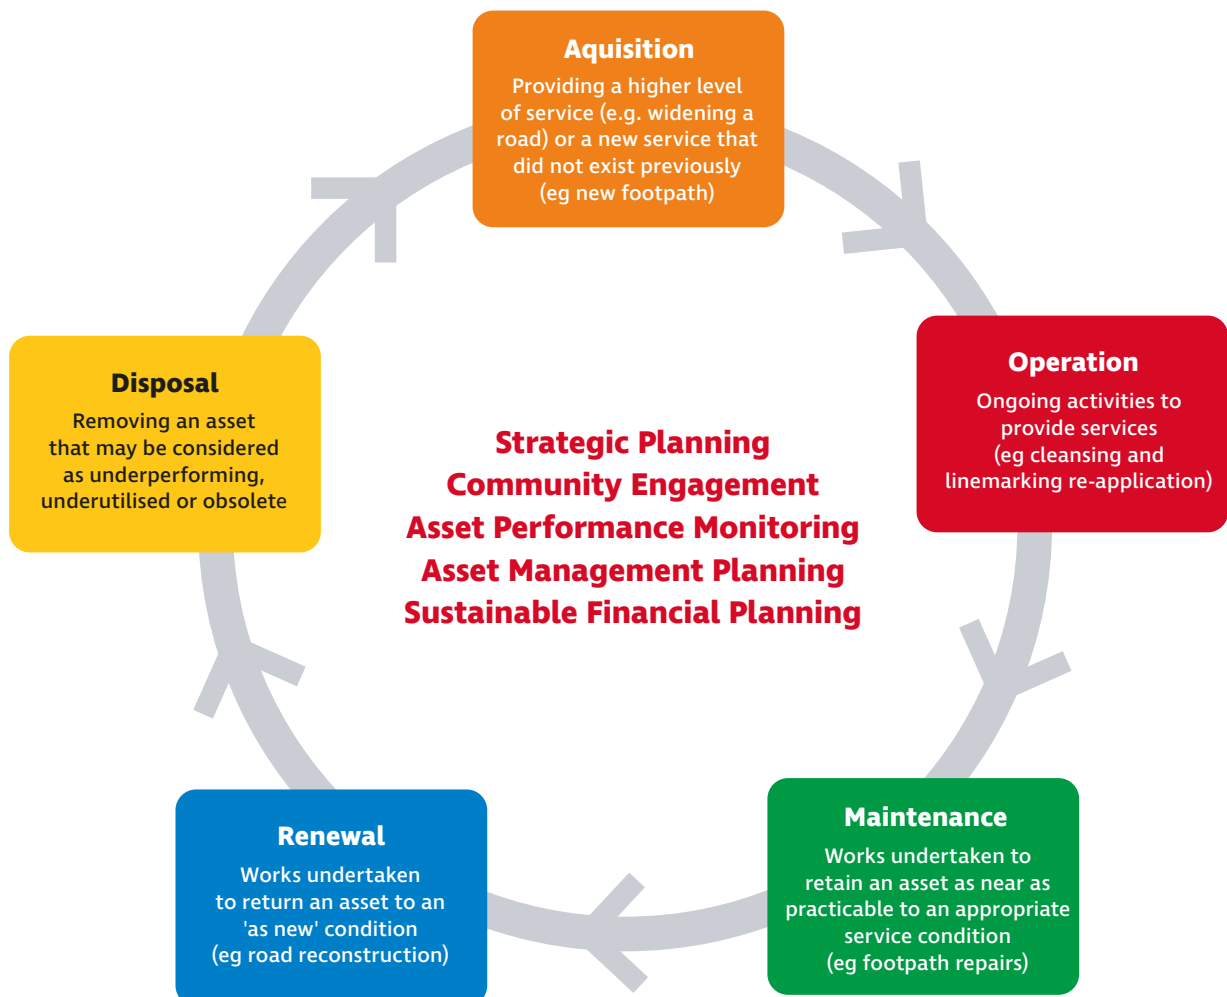 Aquisition
Providing a higher level
of service (e.g. widening a
road) or a new service that
did not exist previously
(eg new footpath)
Operation
Ongoing activities to
provide services
(eg cleansing and
linemarking re-application)
Maintenance
Works undertaken to
retain an asset as near as
practicable to an appropriate
service condition
(eg footpath repairs)
Renewal
Works undertaken
to return an asset to an
'as new' condition
(eg road reconstruction)
Disposal
Removing an asset
that may be considered
as underperforming,
underutilised or obsolete
Strategic Planning
Community Engagement
Asset Performance Monitoring
Asset Management Planning
Sustainable Financial Planning